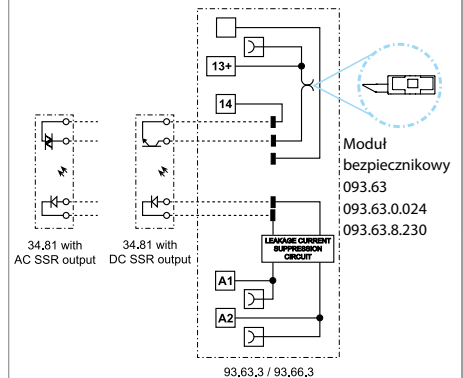 13+
14
Moduł
bezpiecznikowy
093.63
093.63.0.024
093.63.8.230
34.81 with
AC SSR output
34.81 with
DC SSR output
LEAKAGE CURRENT
SUPPRESSION
CIRCUIT
A1
A2
93.63.3 / 93.66.3